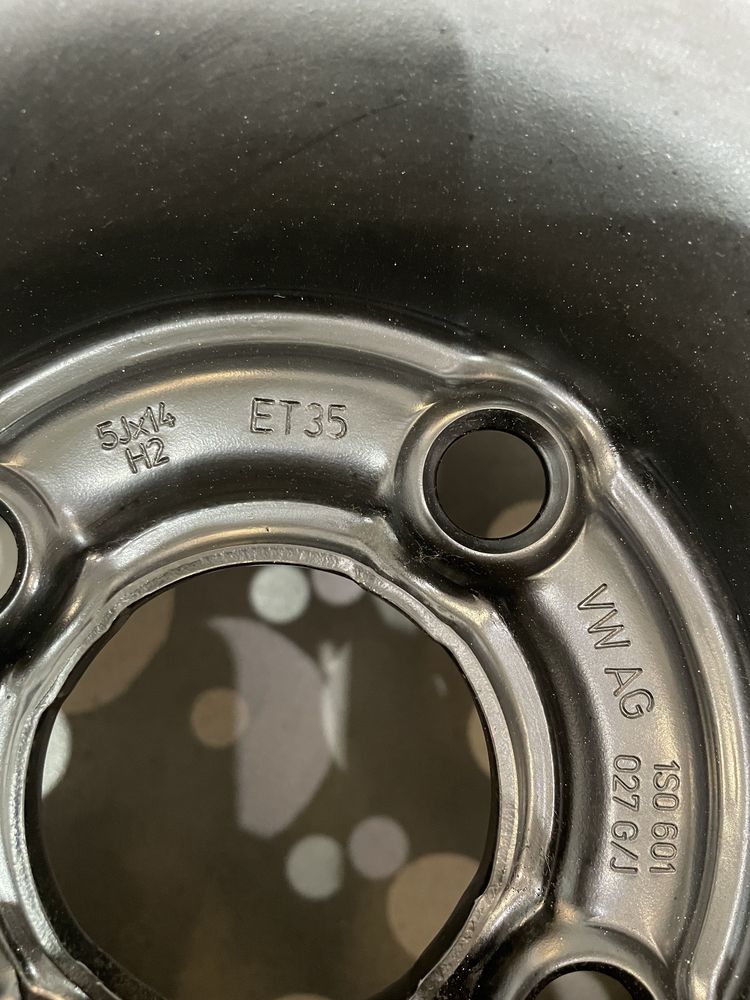 5Jx14
H2
ET35
VW AG
1S0 601
027 G/J